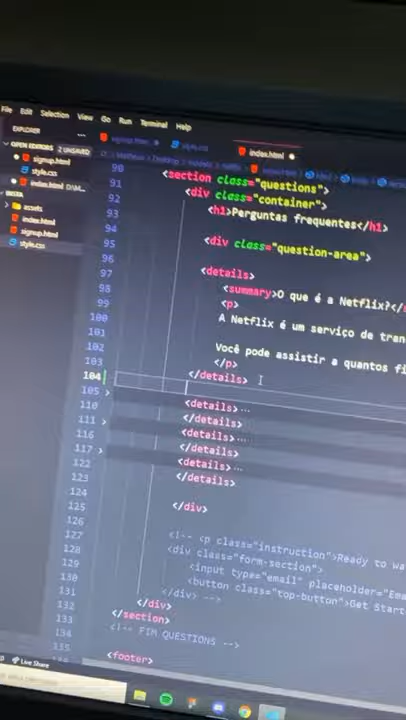 File Edit Selection View Go Run Terminal Help
EXPLORER
index.html
OPEN EDITORS 2 UNSAVED
signup.html
style.css
index.html
assets
index.html
signup.html
style.css
90
91 <section class="questions">
92 <div class="container">
93 <h1>Perguntas frequentes</h1>
94
95 <div class="question-area">
96
97 <details>
98 <summary>O que é a Netflix?</
99 <p>
100 A Netflix é um serviço de
101
102 Você pode assistir a quantos
103 </p>
104 </details>
105
110 <details>...
111 </details>
116 <details>...
117 </details>
122 <details>...
123 </details>
124
125 </div>
126
127 <!-- <p class="instruction">Ready to
128 <div class="form-section">
129 <input type="email" placeholder=
130 <button class="top-button">Get
131 </div> -->
132 </div>
133 </section>
134 <!-- FIM QUESTIONS -->
135
<footer>
Live Share